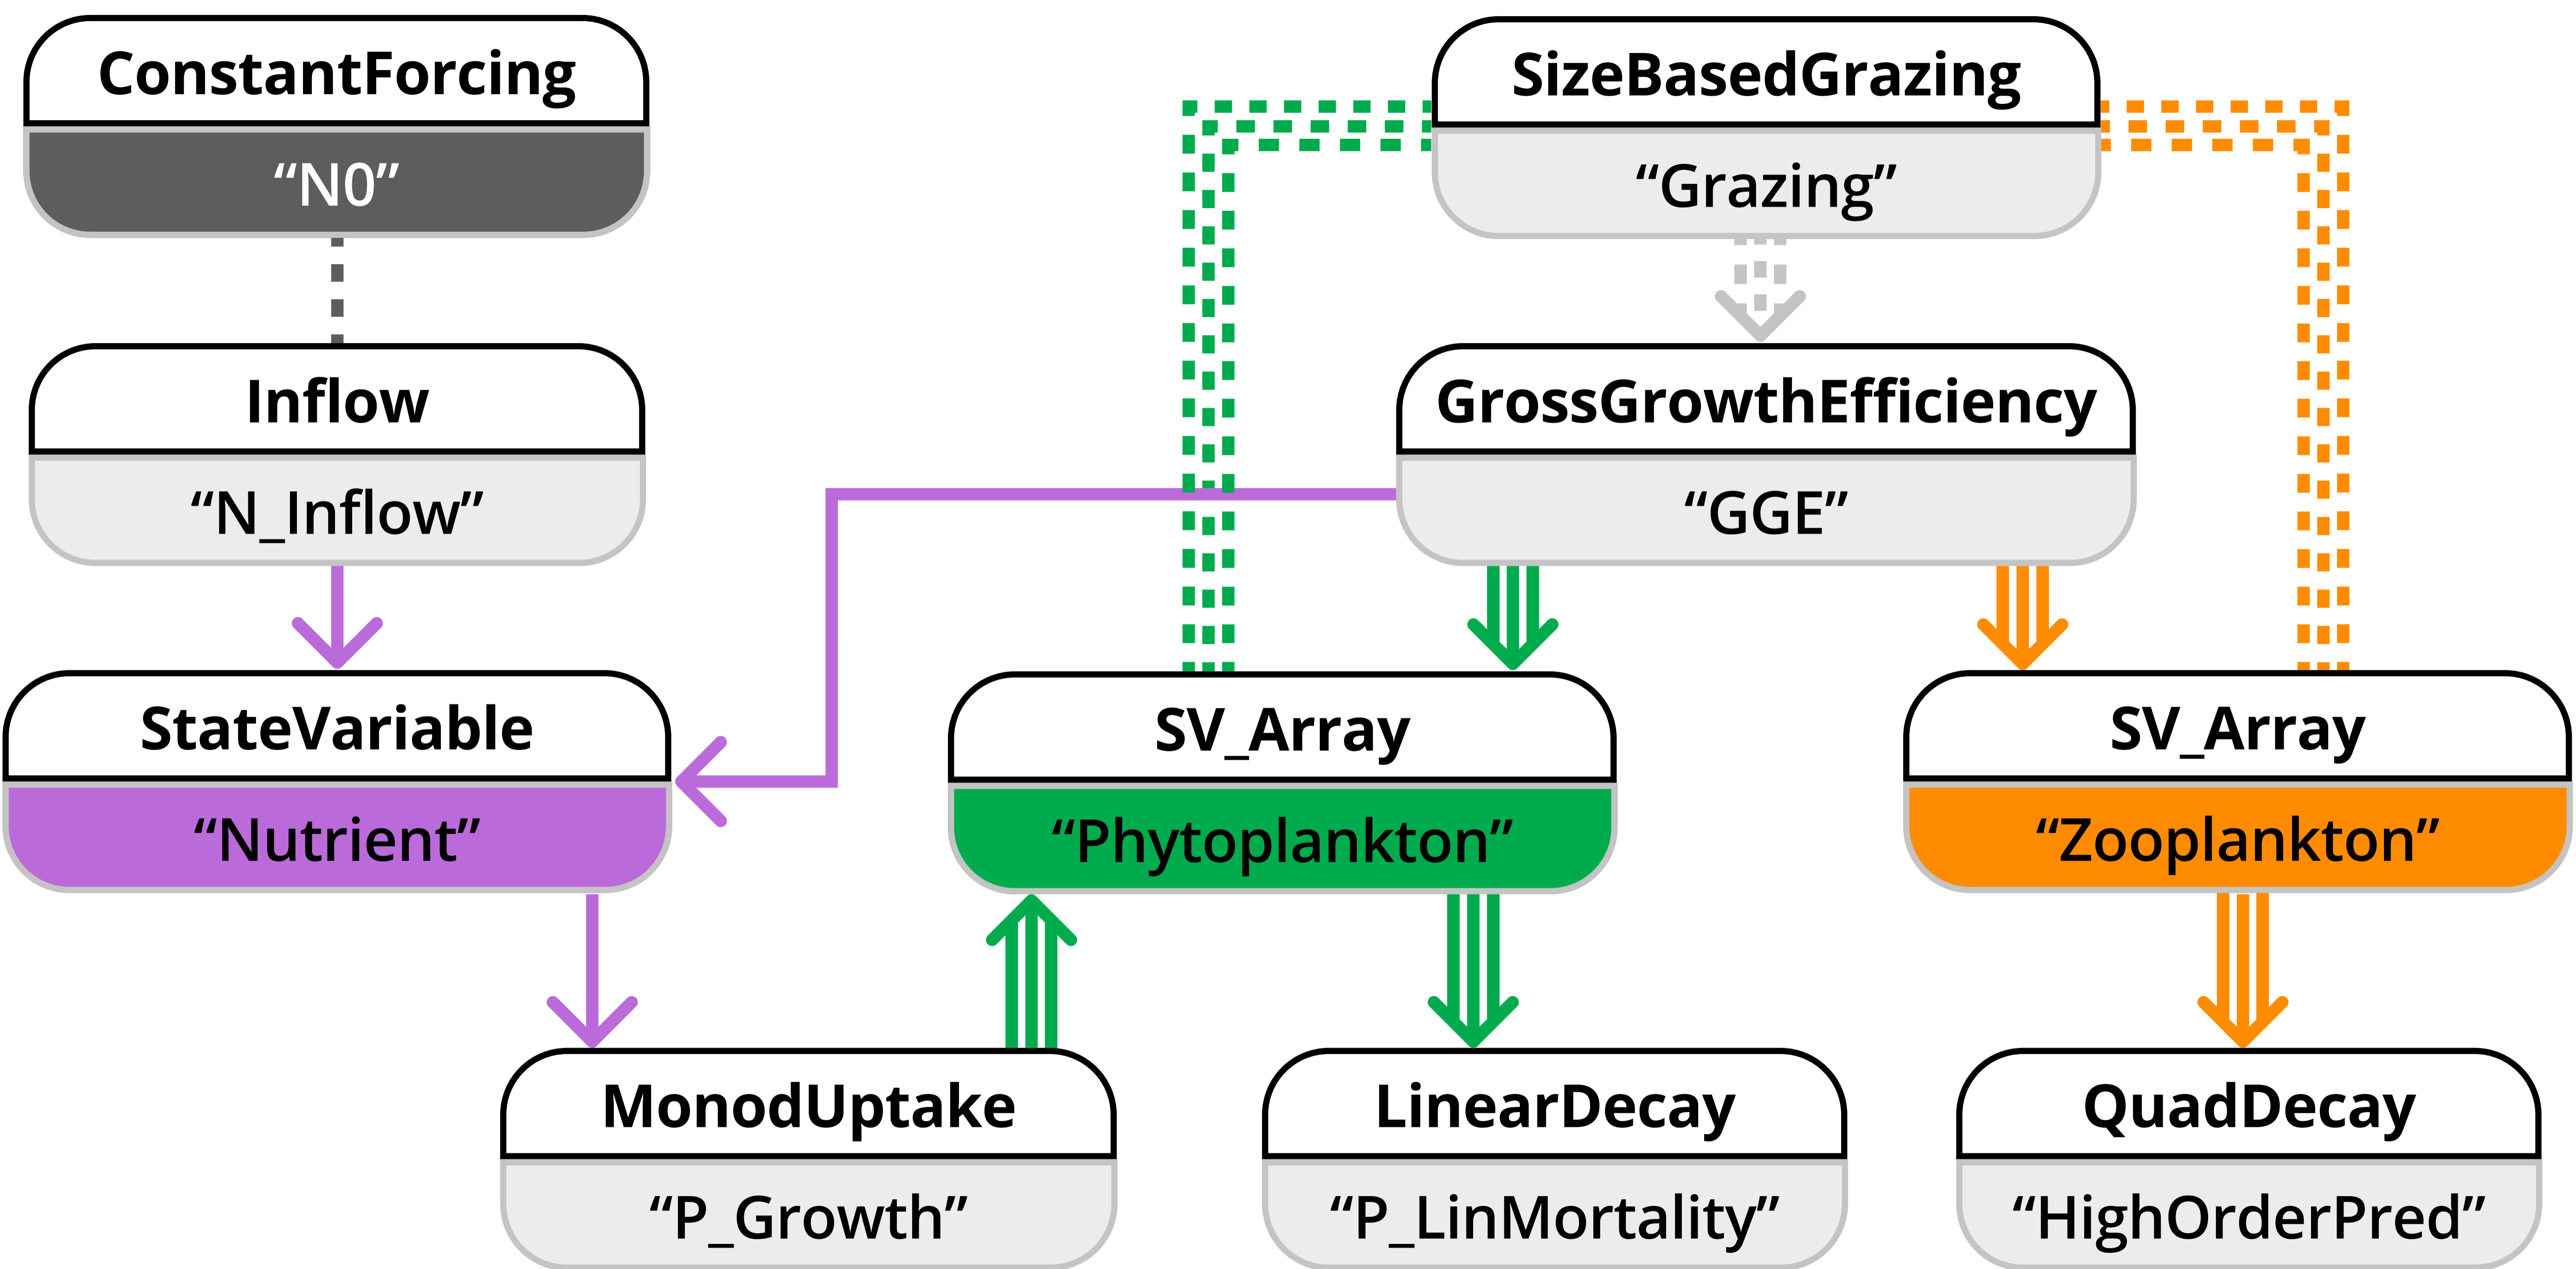 ConstantForcing
“N0”
SizeBasedGrazing
“Grazing”
Inflow
“N_Inflow”
GrossGrowthEfficiency
“GGE”
StateVariable
“Nutrient”
SV_Array
“Phytoplankton”
SV_Array
“Zooplankton”
MonodUptake
“P_Growth”
LinearDecay
“P_LinMortality”
QuadDecay
“HighOrderPred”